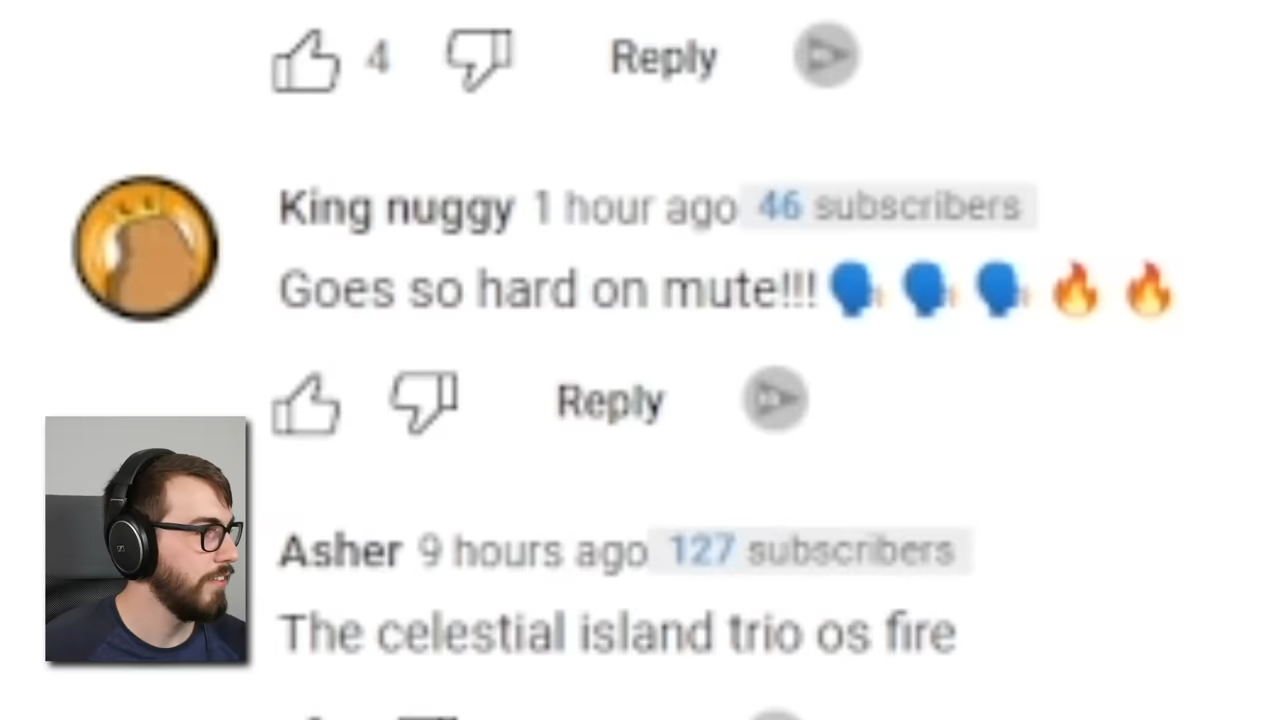 4 Reply
King nuggy 1 hour ago 46 subscribers
Goes so hard on mute!!!🗣️🗣️🗣️🔥🔥
Reply
Asher 9 hours ago 127 subscribers
The celestial island trio os fire